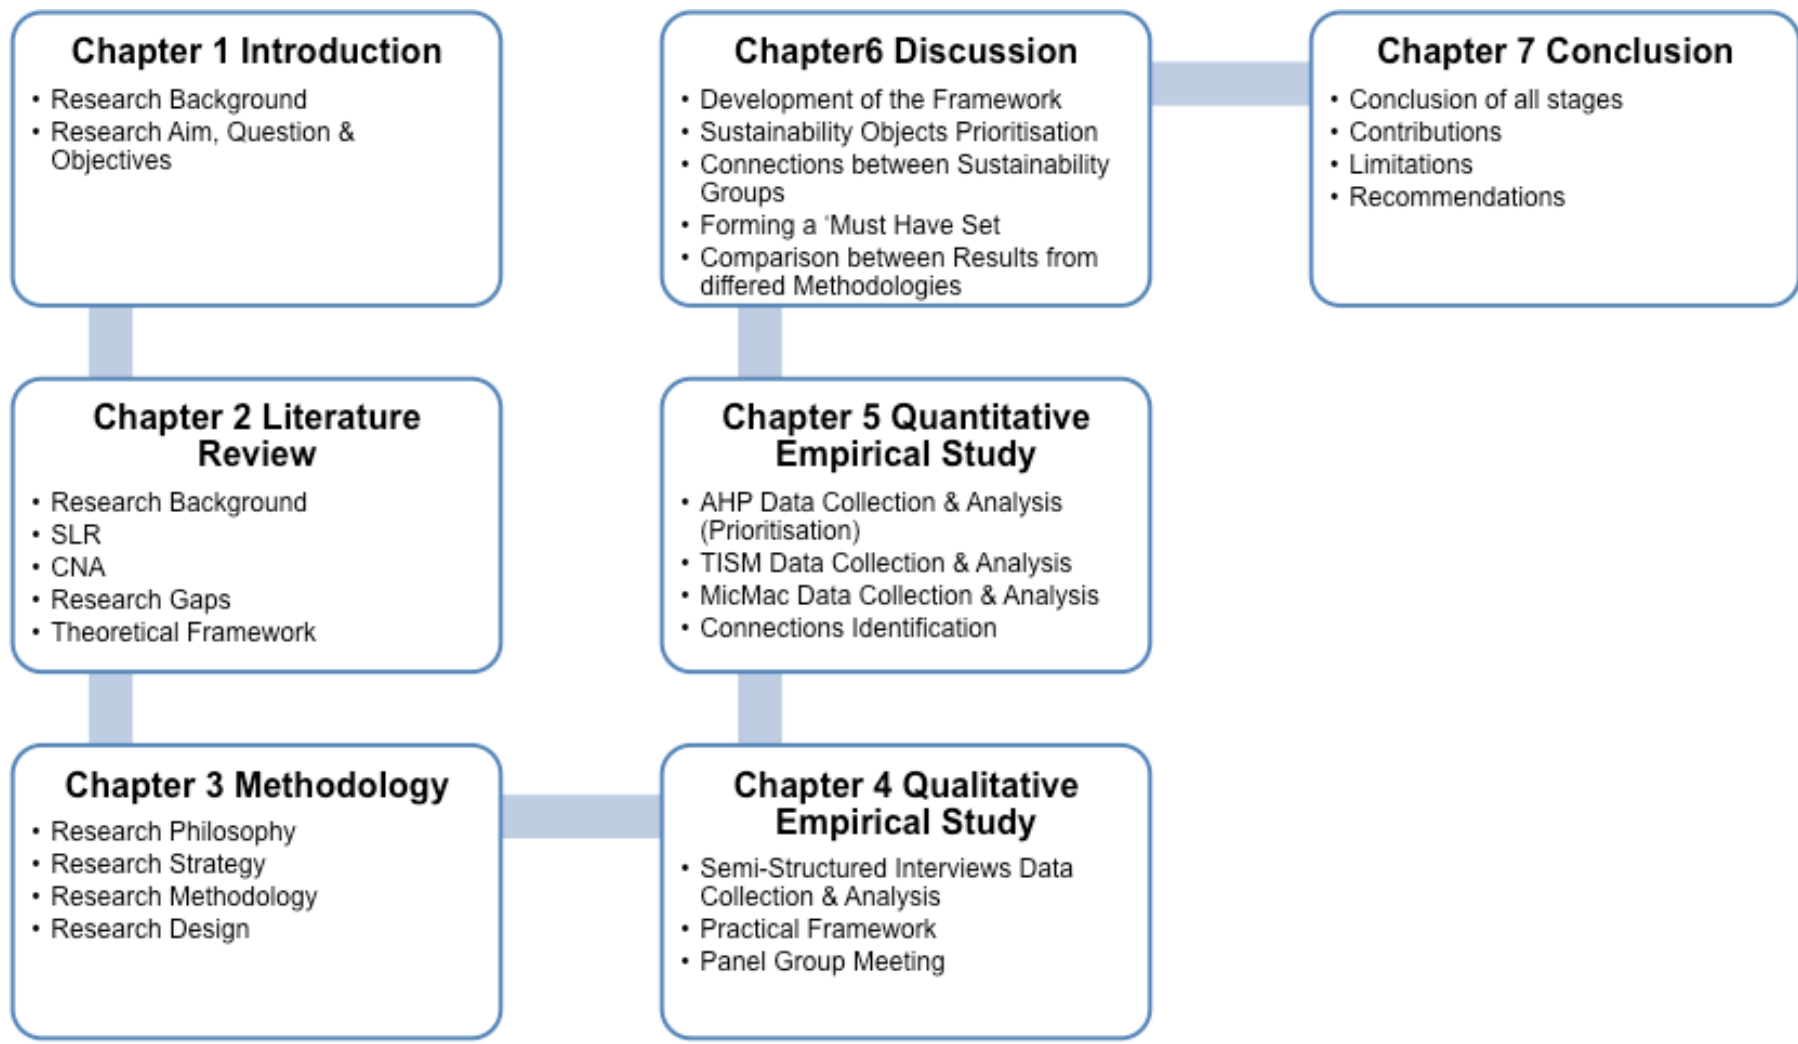 Chapter 1 Introduction
• Research Background
• Research Aim, Question &
Objectives
Chapter 2 Literature
Review
• Research Background
• SLR
• CNA
• Research Gaps
• Theoretical Framework
Chapter 3 Methodology
• Research Philosophy
• Research Strategy
• Research Methodology
• Research Design
Chapter 4 Qualitative
Empirical Study
• Semi-Structured Interviews Data
Collection & Analysis
• Practical Framework
• Panel Group Meeting
Chapter 5 Quantitative
Empirical Study
• AHP Data Collection & Analysis
(Prioritisation)
• TISM Data Collection & Analysis
• MicMac Data Collection & Analysis
• Connections Identification
Chapter6 Discussion
• Development of the Framework
• Sustainability Objects Prioritisation
• Connections between Sustainability
Groups
• Forming a ‘Must Have Set
• Comparison between Results from
differed Methodologies
Chapter 7 Conclusion
• Conclusion of all stages
• Contributions
• Limitations
• Recommendations